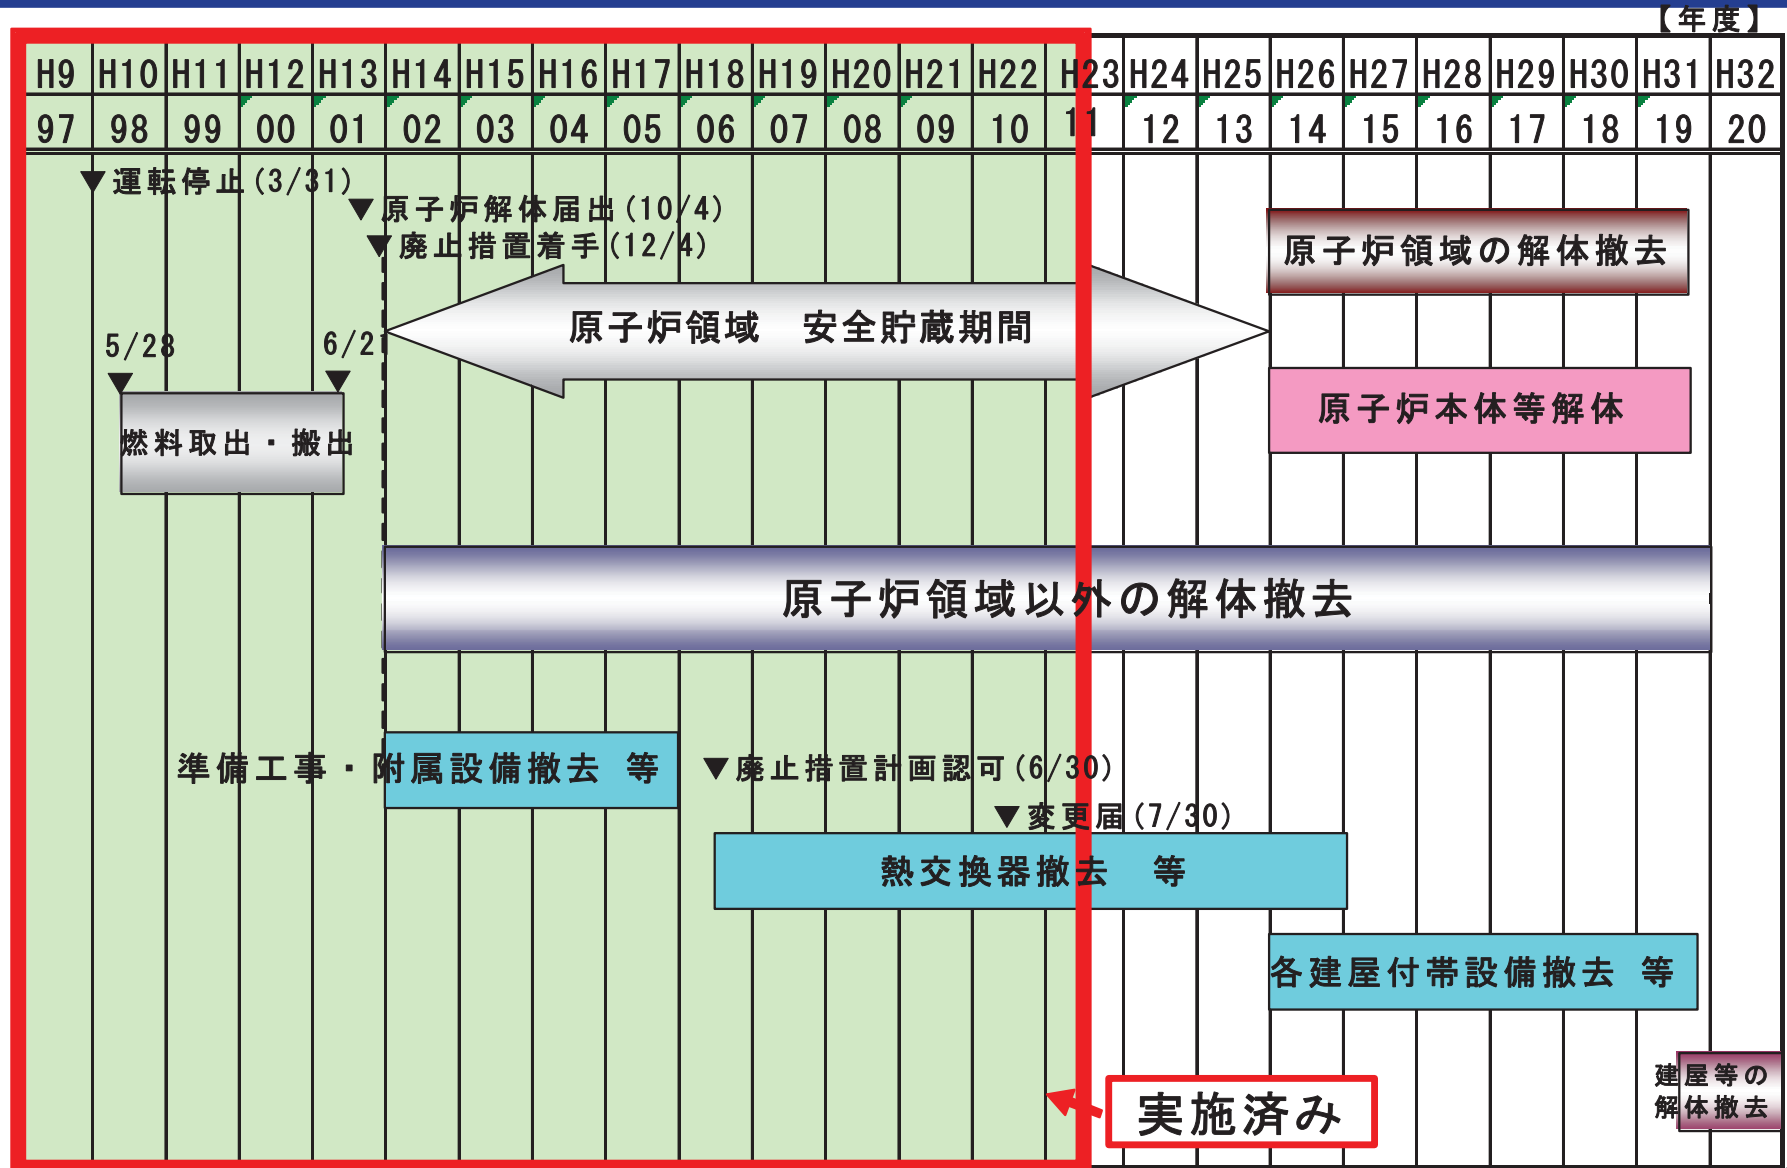 【年度】
H9 H10 H11 H12 H13 H14 H15 H16 H17 H18 H19 H20 H21 H22 H23 H24 H25 H26 H27 H28 H29 H30 H31 H32
97 98 99 00 01 02 03 04 05 06 07 08 09 10 11 12 13 14 15 16 17 18 19 20
▼運転停止(3/31)
▼原子炉解体届出(10/4)
▼廃止措置着手(12/4)
原子炉領域の解体撤去
原子炉領域 安全貯蔵期間
5/28
6/21
▼
▼
原子炉本体等解体
燃料取出・搬出
原子炉領域以外の解体撤去
準備工事・附属設備撤去 等
▼廃止措置計画認可(6/30)
▼変更届(7/30)
熱交換器撤去 等
各建屋付帯設備撤去 等
建屋等の
解体撤去
実施済み